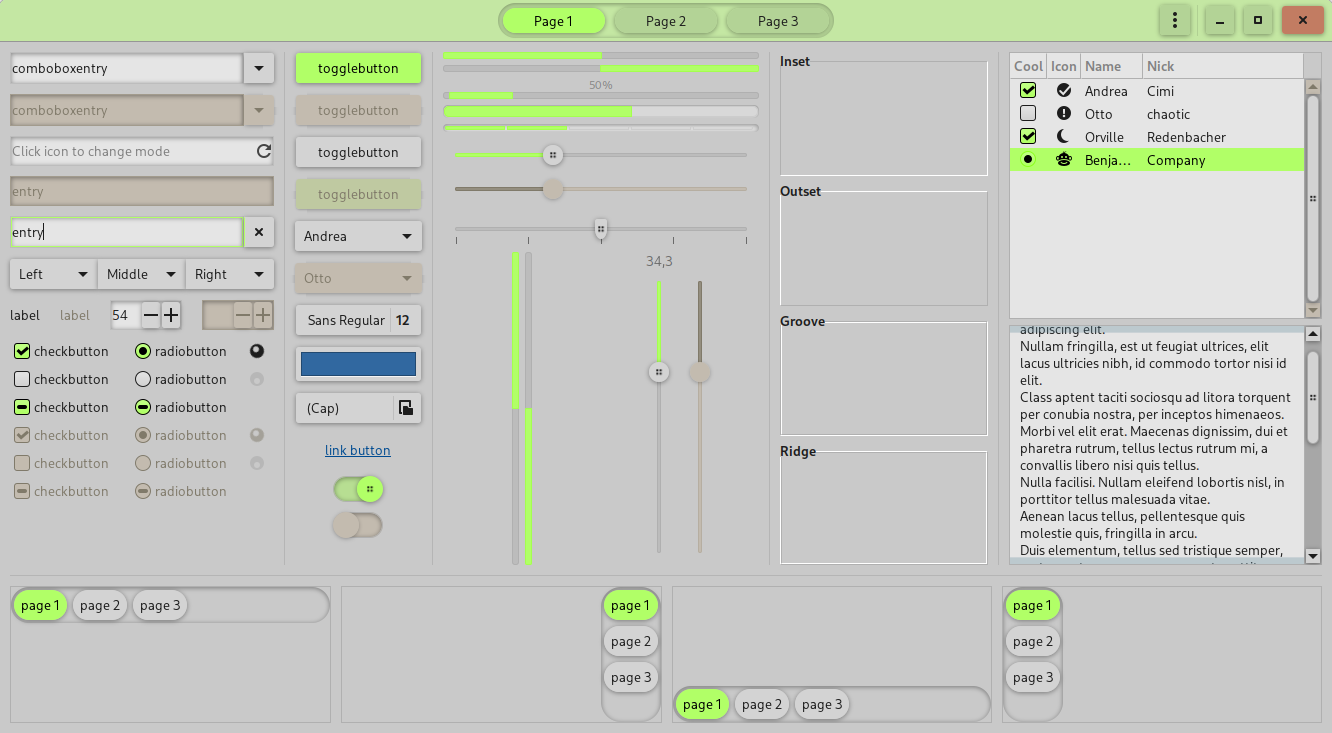 Page 1
Page 2
Page 3
comboboxentry
comboboxentry
Click icon to change mode
entry
entry
Left
Middle
Right
label
label
54
checkbutton
radiobutton
checkbutton
radiobutton
checkbutton
radiobutton
checkbutton
radiobutton
checkbutton
radiobutton
checkbutton
radiobutton
togglebutton
togglebutton
togglebutton
togglebutton
Andrea
Otto
Sans Regular 12
(Cap)
link button
50%
34,3
Inset
Outset
Groove
Ridge
Cool Icon Name Nick
Andrea Cimi
Otto chaotic
Orville Redenbacher
Benja... Company
adipiscing elit.
Nullam fringilla, est ut feugiat ultrices, elit
lacus ultricies nibh, id commodo tortor nisi id
elit.
Class aptent taciti sociosqu ad litora torquent
per conubia nostra, per inceptos himenaeos.
Morbi vel elit erat. Maecenas dignissim, dui et
pharetra rutrum, tellus lectus rutrum mi, a
convallis libero nisi quis tellus.
Nulla facilisi. Nullam eleifend lobortis nisl, in
porttitor tellus malesuada vitae.
Aenean lacus tellus, pellentesque quis
molestie quis, fringilla in arcu.
Duis elementum, tellus sed tristique semper,
page 1
page 2
page 3
page 1
page 2
page 3
page 1
page 2
page 3
page 1
page 2
page 3